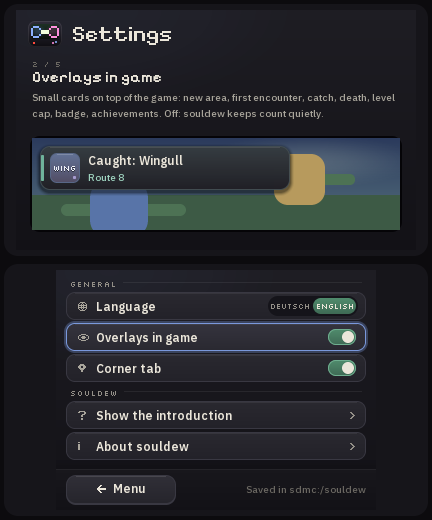 Settings
2 / 5
Overlays in game
Small cards on top of the game: new area, first encounter, catch, death, level
cap, badge, achievements. Off: souldew keeps count quietly.
WING
Caught: Wingull
Route 8
GENERAL
Language
DEUTSCH ENGLISH
Overlays in game
Corner tab
SOULDEW
? Show the introduction >
i About souldew >
← Menu
Saved in sdmc:/souldew